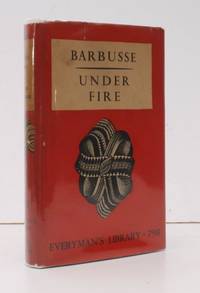 BARBUSSE
UNDER
FIRE
EVERYMAN'S LIBRARY • 798